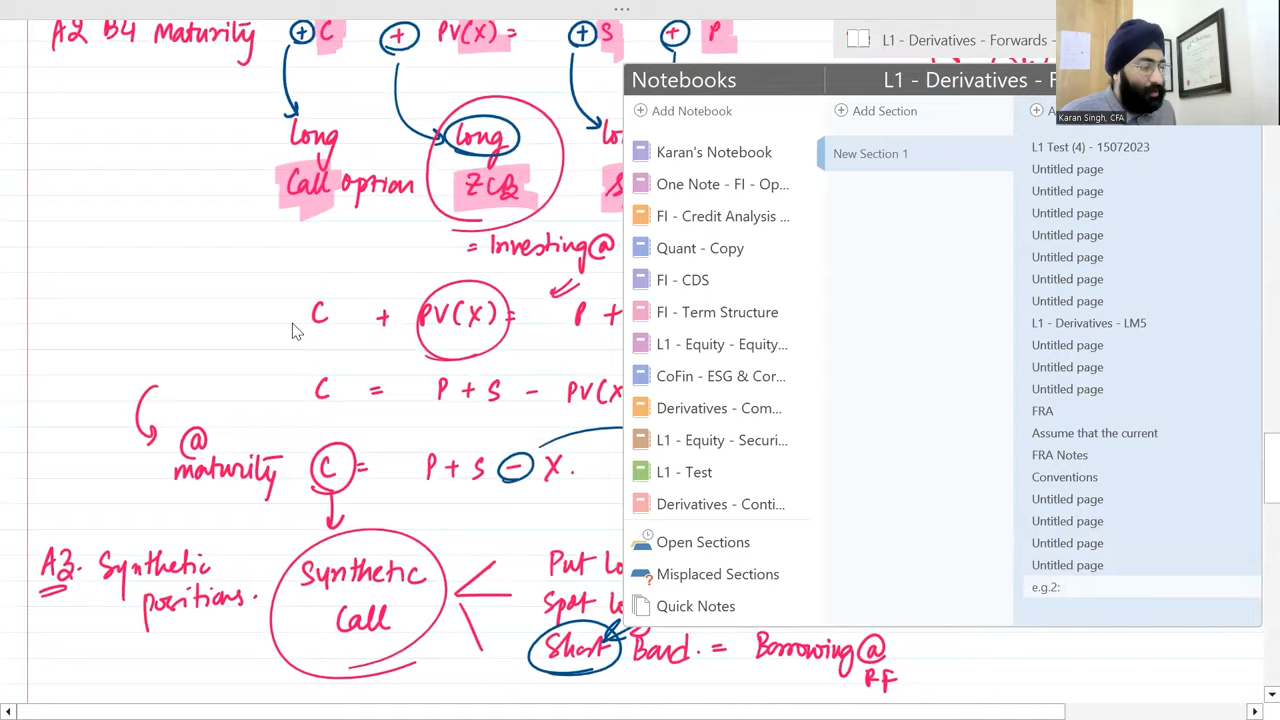 A2 B4 Maturity + C + PV(X) = + S + P
L1 - Derivatives - Forwards -
Karan Singh, CFA
Notebooks
L1 - Derivatives - F
Add Notebook
Add Section
Karan's Notebook
One Note - FI - Op...
FI - Credit Analysis ...
Quant - Copy
FI - CDS
FI - Term Structure
L1 - Equity - Equity...
CoFin - ESG & Cor...
Derivatives - Com...
L1 - Equity - Securi...
L1 - Test
Derivatives - Conti...
Open Sections
Misplaced Sections
Quick Notes
New Section 1
L1 Test (4) - 15072023
Untitled page
Untitled page
Untitled page
Untitled page
Untitled page
Untitled page
Untitled page
L1 - Derivatives - LM5
Untitled page
Untitled page
Untitled page
FRA
Assume that the current
FRA Notes
Conventions
Untitled page
Untitled page
Untitled page
Untitled page
e.g.2:
Long Long
Call option ZCB S
= Investing @
C + PV(X) = P +
C = P + S - PV(X
@
maturity C = P + S - X.
A3. Synthetic
positions.
Synthetic
Call
Put Lo
Spot Lo
Short Bond. = Borrowing @
RF